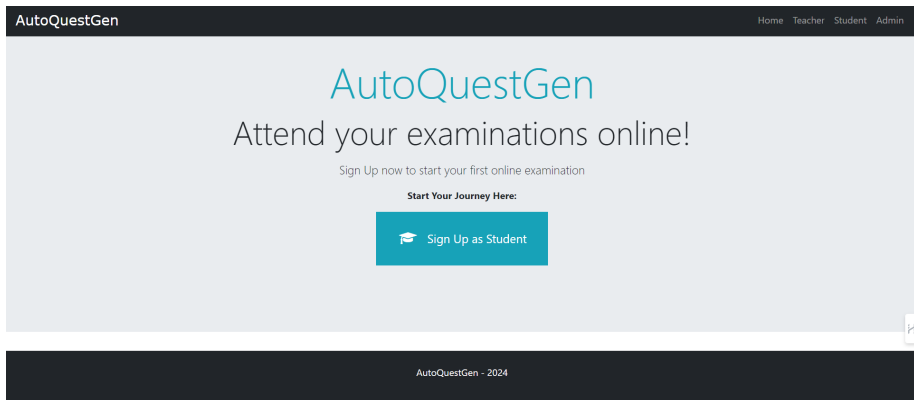 AutoQuestGen
Home Teacher Student Admin
AutoQuestGen
Attend your examinations online!
Sign Up now to start your first online examination
Start Your Journey Here:
Sign Up as Student
AutoQuestGen - 2024